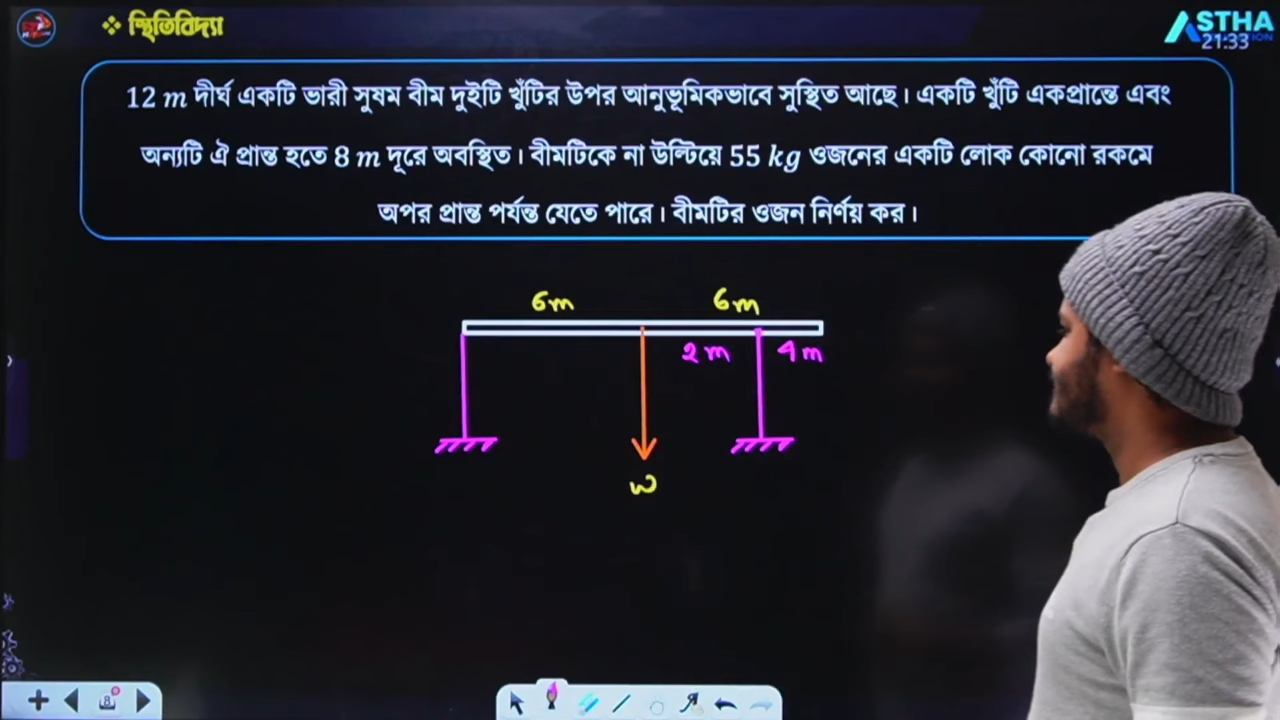 ❖ স্থিতিবিদ্যা
ASTHA
21:33
12 m দীর্ঘ একটি ভারী সুষম বীম দুইটি খুঁটির উপর আনুভূমিকভাবে সুস্থিত আছে। একটি খুঁটি একপ্রান্তে এবং
অন্যটি ঐ প্রান্ত হতে 8 m দূরে অবস্থিত। বীমটিকে না উল্টিয়ে 55 kg ওজনের একটি লোক কোনো রকমে
অপর প্রান্ত পর্যন্ত যেতে পারে। বীমটির ওজন নির্ণয় কর।
6m 6m
2m 4m
W
8